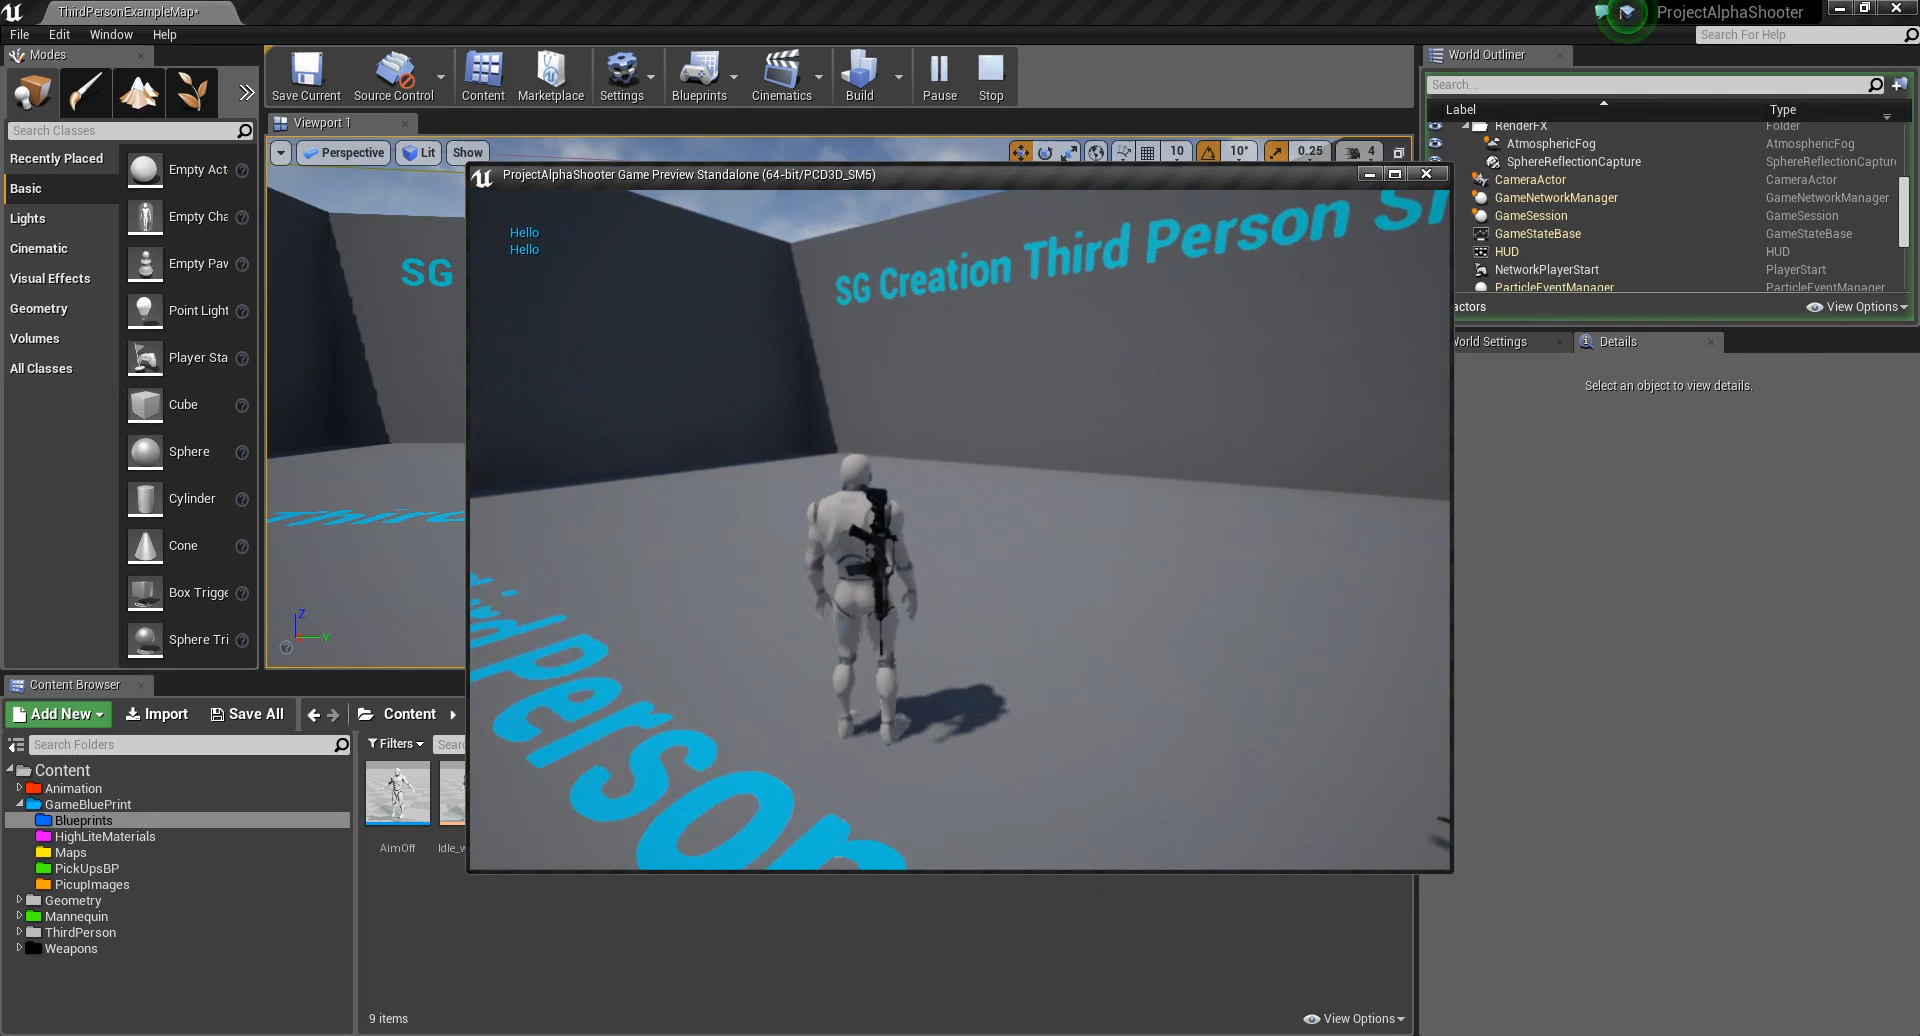 ThirdPersonExampleMap*
ProjectAlphaShooter
File Edit Window Help
Search For Help
Modes
Save Current
Source Control
Content
Marketplace
Settings
Blueprints
Cinematics
Build
Pause
Stop
World Outliner
Search...
Label
Type
RenderFX Folder
AtmosphericFog AtmosphericFog
SphereReflectionCapture SphereReflectionCapture
CameraActor CameraActor
GameNetworkManager GameNetworkManager
GameSession GameSession
GameStateBase GameStateBase
HUD HUD
NetworkPlayerStart PlayerStart
ParticleEventManager ParticleEventManager
actors
View Options
World Settings
Details
Select an object to view details.
Search Classes
Recently Placed
Basic
Lights
Cinematic
Visual Effects
Geometry
Volumes
All Classes
Empty Act
Empty Cha
Empty Pav
Point Light
Player Sta
Cube
Sphere
Cylinder
Cone
Box Trigge
Sphere Tri
Viewport 1
Perspective
Lit
Show
10
10°
0.25
4
SG
Third
Z
Y
ProjectAlphaShooter Game Preview Standalone (64-bit/PCD3D_SM5)
Hello
Hello
SG Creation Third Person Sh
ird Person
Content Browser
Add New
Import
Save All
Content
Search Folders
Filters
Sear
Content
Animation
GameBluePrint
Blueprints
HighLiteMaterials
Maps
PickUpsBP
PicupImages
Geometry
Mannequin
ThirdPerson
Weapons
AimOff
Idle_w
9 items
View Options